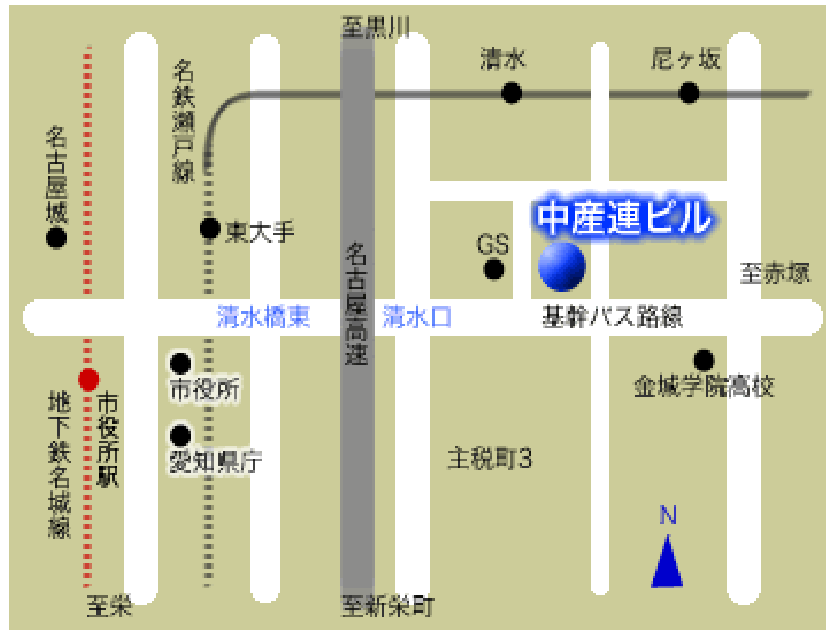 至黒川
清水
尼ヶ坂
名鉄瀬戸線
名古屋城
東大手
中産連ビル
GS
名古屋高速
至赤塚
清水橋東
清水口
基幹バス路線
市役所
金城学院高校
市役所駅
地下鉄名城線
愛知県庁
主税町3
N
至栄
至新栄町